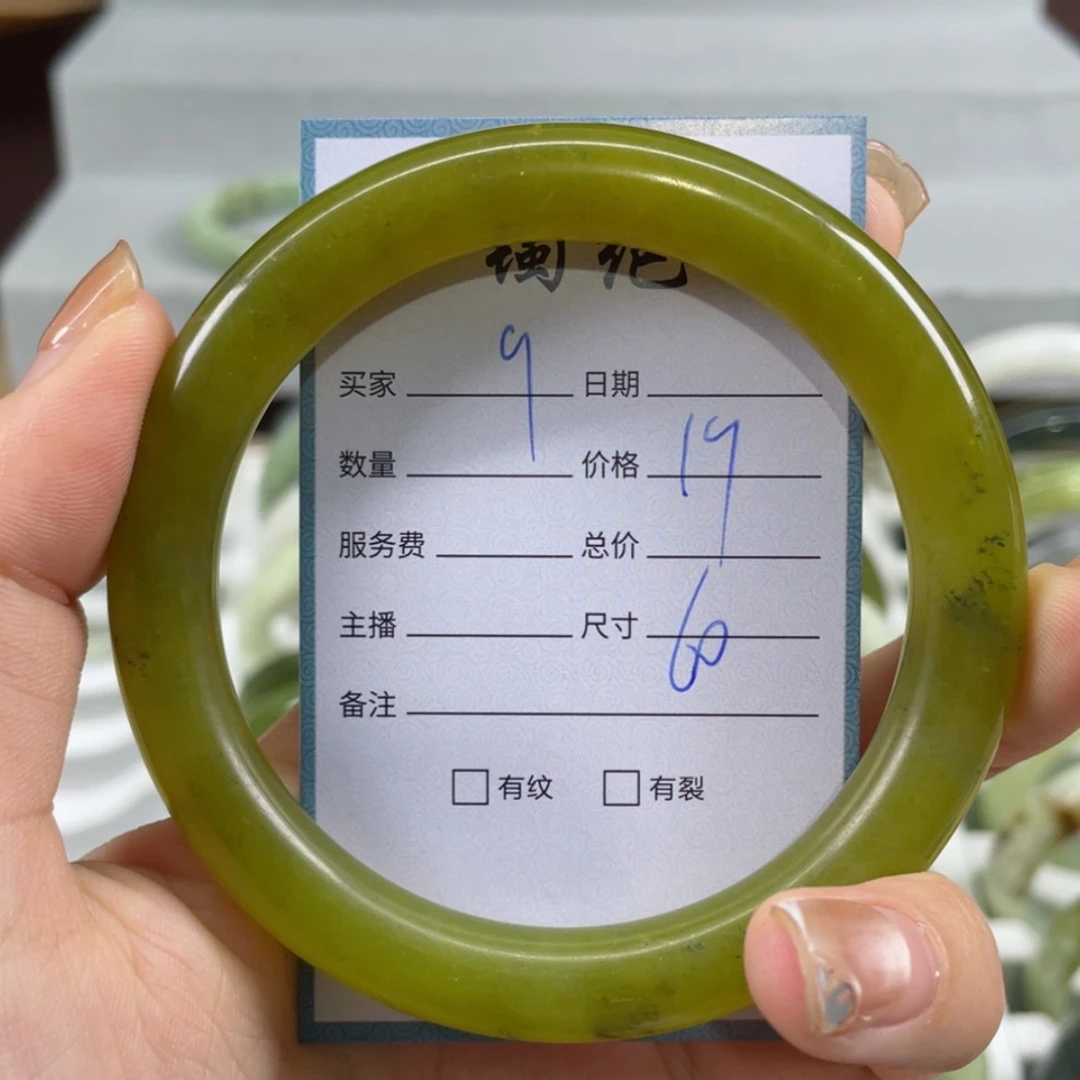 9
买家 日期
数量 价格 19
服务费 总价
主播 尺寸 60
备注
有纹 有裂